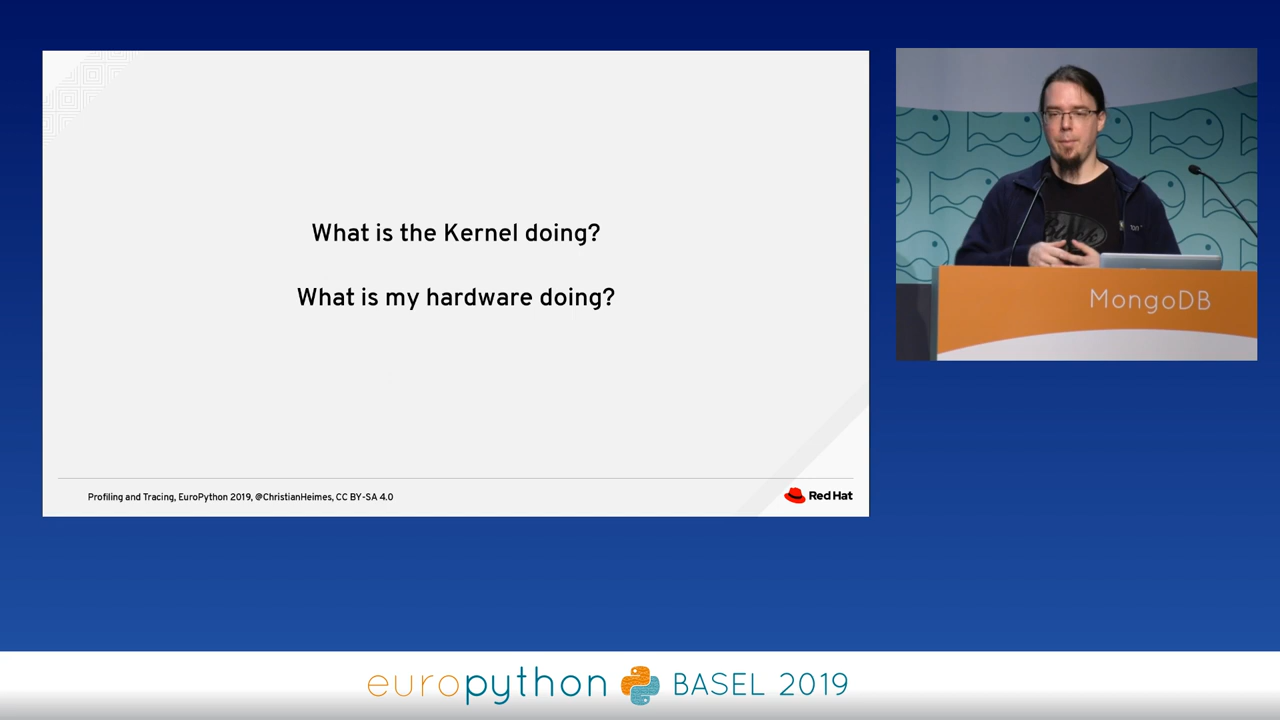 What is the Kernel doing?
What is my hardware doing?
Profiling and Tracing, EuroPython 2019, @ChristianHeimes, CC BY-SA 4.0
Red Hat
MongoDB
europython BASEL 2019